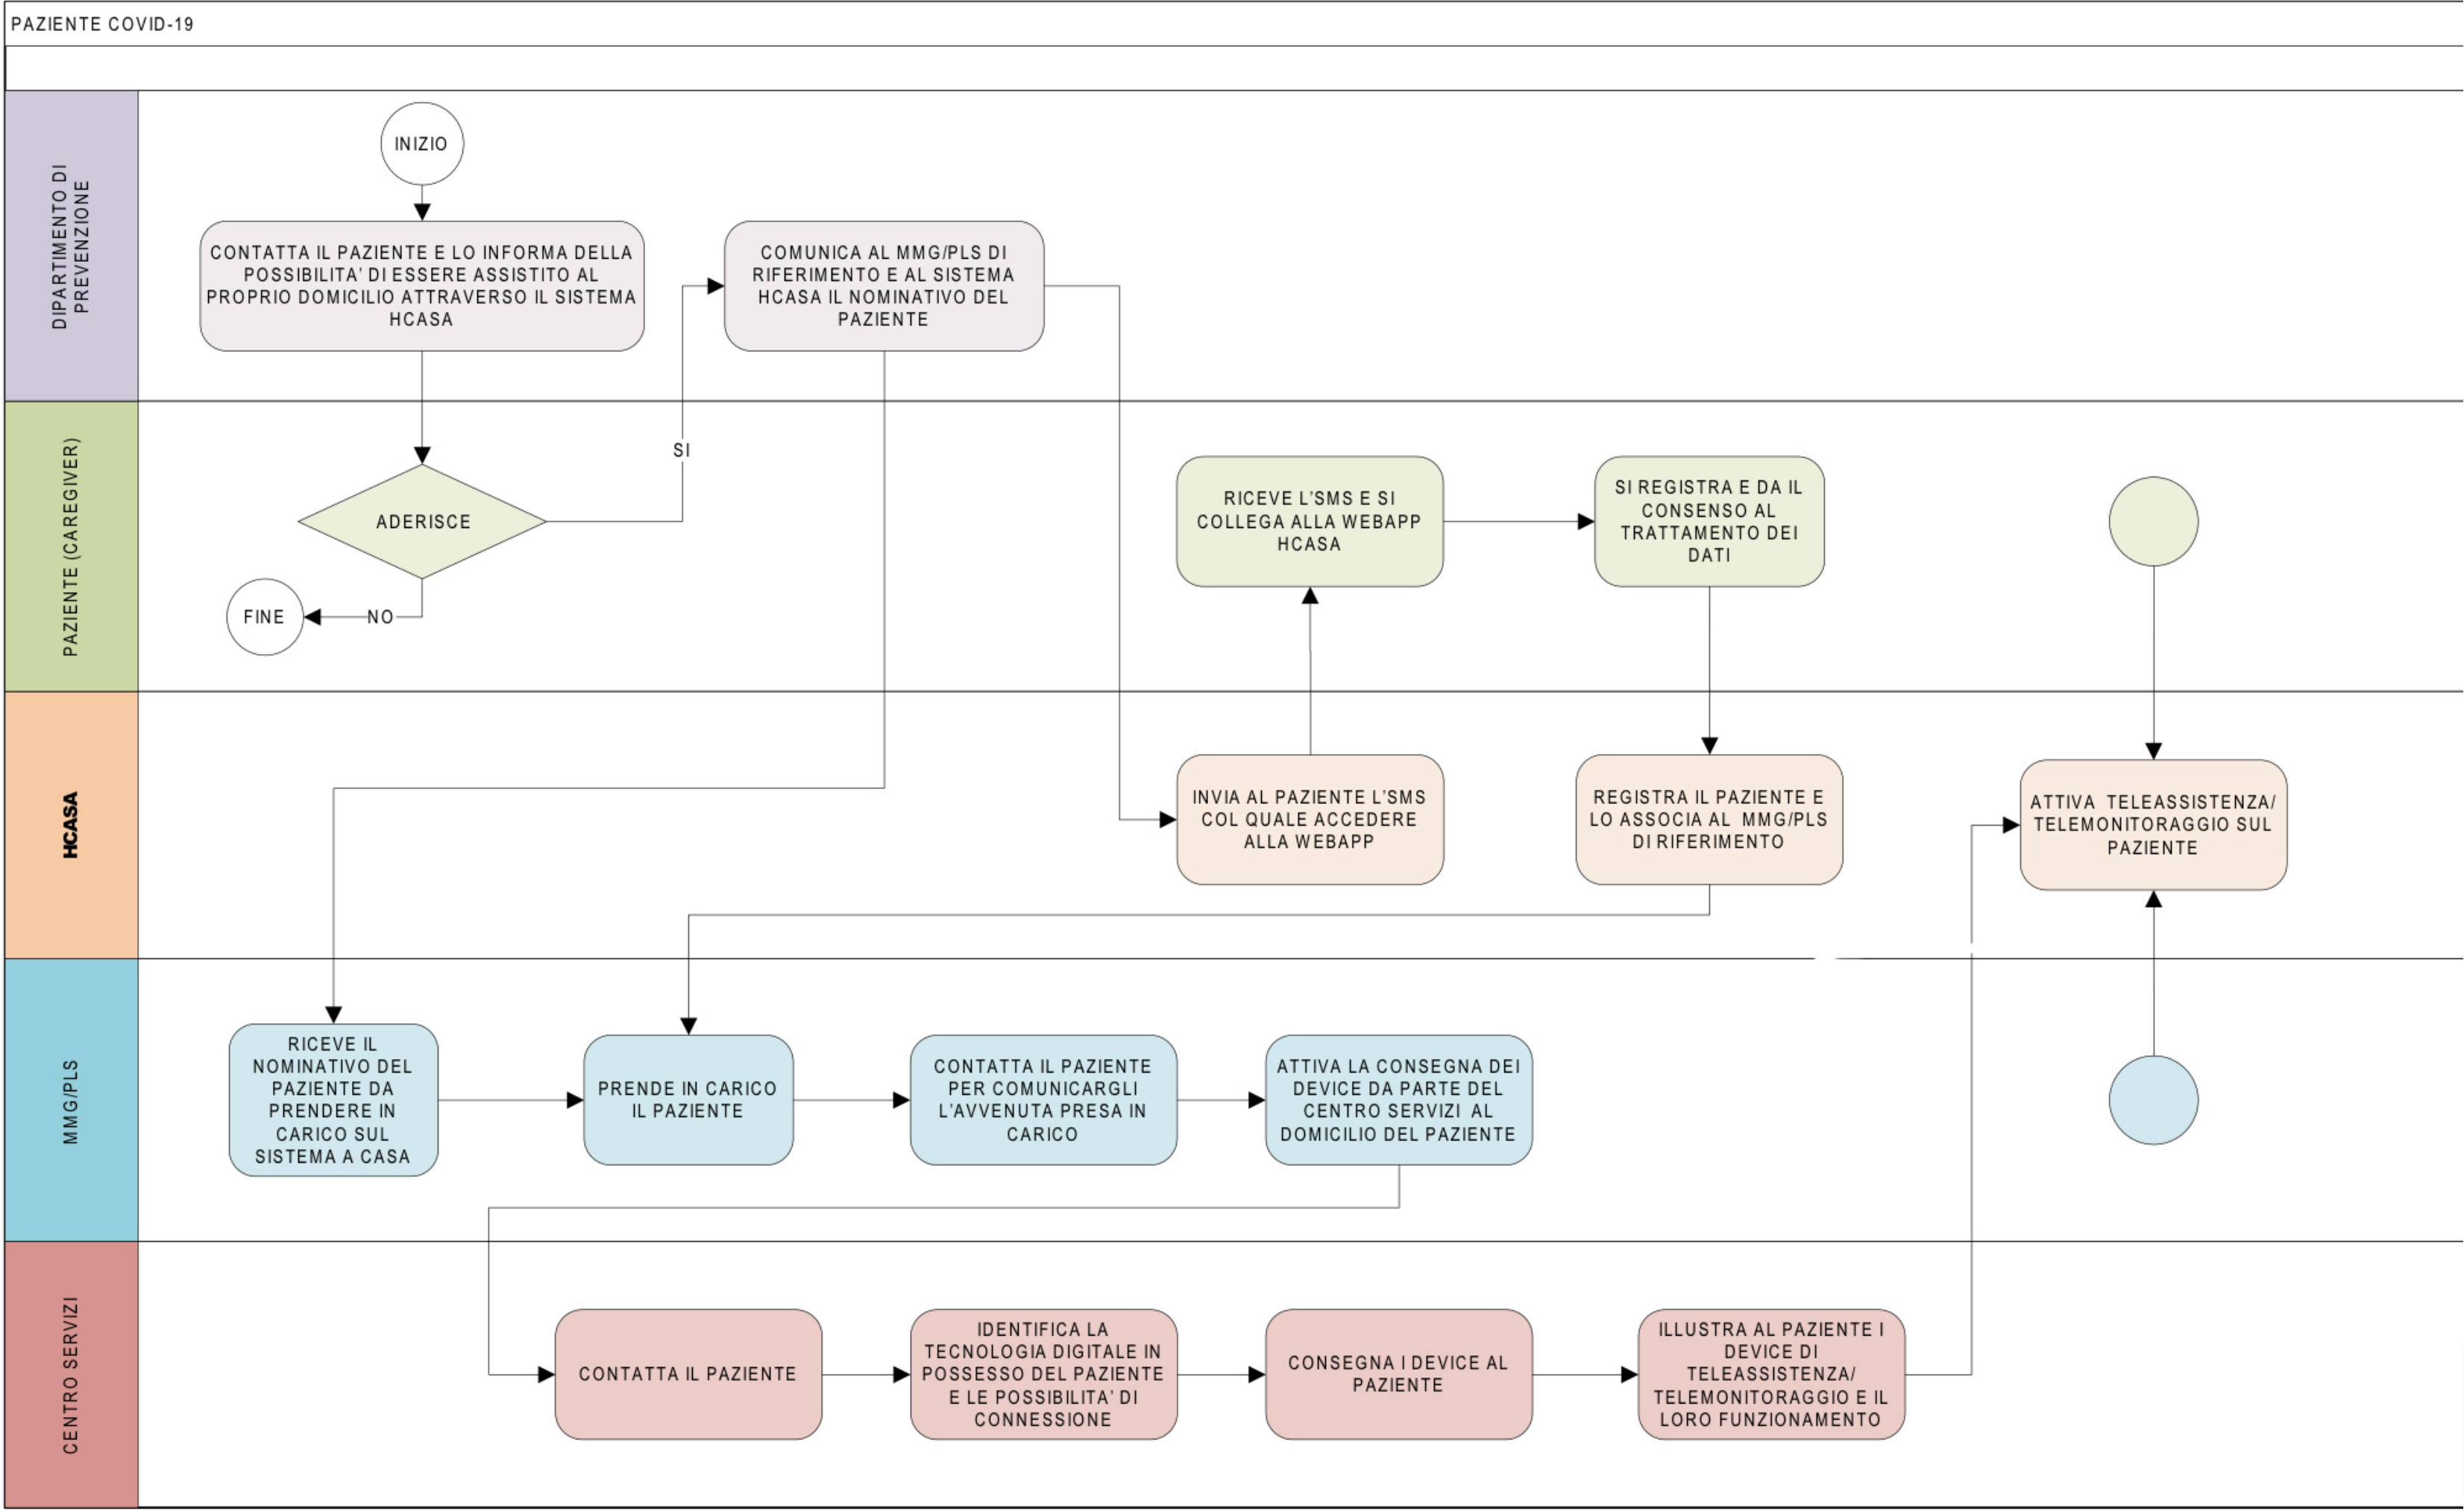 PAZIENTE COVID-19
DIPARTIMENTO DI
PREVENZIONE
INIZIO
CONTATTA IL PAZIENTE E LO INFORMA DELLA
POSSIBILITA' DI ESSERE ASSISTITO AL
PROPRIO DOMICILIO ATTRAVERSO IL SISTEMA
HCASA
COMUNICA AL MMG/PLS DI
RIFERIMENTO E AL SISTEMA
HCASA IL NOMINATIVO DEL
PAZIENTE
PAZIENTE (CAREGIVER)
ADERISCE
SI
NO
FINE
RICEVE L'SMS E SI
COLLEGA ALLA WEBAPP
HCASA
SI REGISTRA E DA IL
CONSENSO AL
TRATTAMENTO DEI
DATI
HCASA
INVIA AL PAZIENTE L'SMS
COL QUALE ACCEDERE
ALLA WEBAPP
REGISTRA IL PAZIENTE E
LO ASSOCIA AL MMG/PLS
DI RIFERIMENTO
ATTIVA TELEASSISTENZA/
TELEMONITORAGGIO SUL
PAZIENTE
MMG/PLS
RICEVE IL
NOMINATIVO DEL
PAZIENTE DA
PRENDERE IN
CARICO SUL
SISTEMA A CASA
PRENDE IN CARICO
IL PAZIENTE
CONTATTA IL PAZIENTE
PER COMUNICARGLI
L'AVVENUTA PRESA IN
CARICO
ATTIVA LA CONSEGNA DEI
DEVICE DA PARTE DEL
CENTRO SERVIZI AL
DOMICILIO DEL PAZIENTE
CENTRO SERVIZI
CONTATTA IL PAZIENTE
IDENTIFICA LA
TECNOLOGIA DIGITALE IN
POSSESSO DEL PAZIENTE
E LE POSSIBILITA' DI
CONNESSIONE
CONSEGNA I DEVICE AL
PAZIENTE
ILLUSTRA AL PAZIENTE I
DEVICE DI
TELEASSISTENZA/
TELEMONITORAGGIO E IL
LORO FUNZIONAMENTO